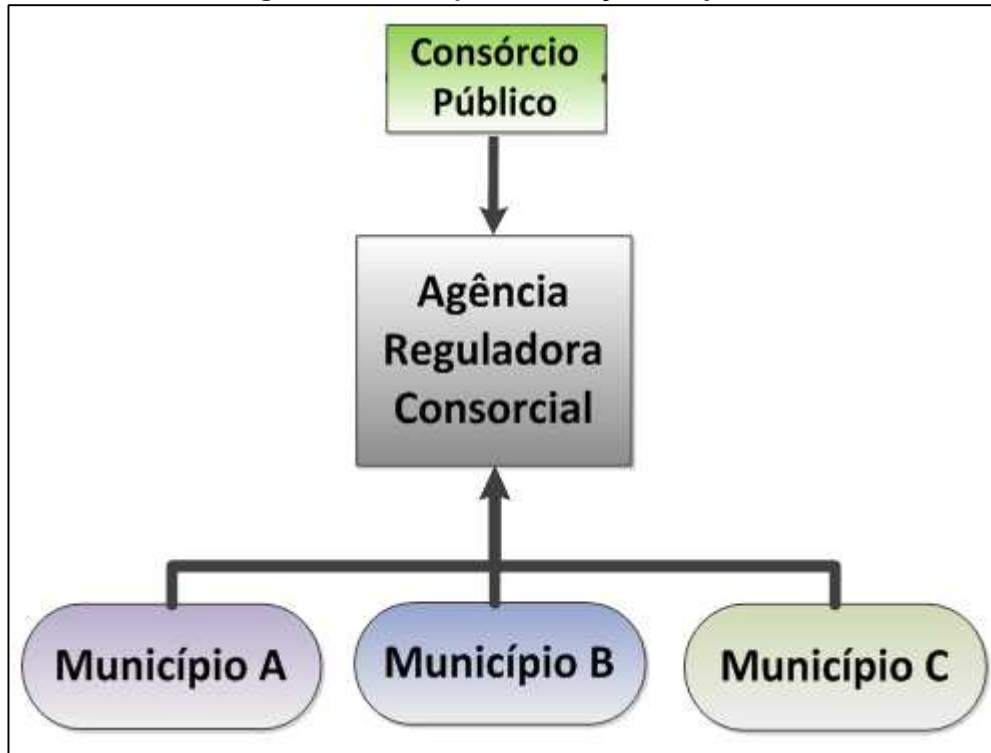 Consórcio
Público
Agência
Reguladora
Consorcial
Município A
Município B
Município C